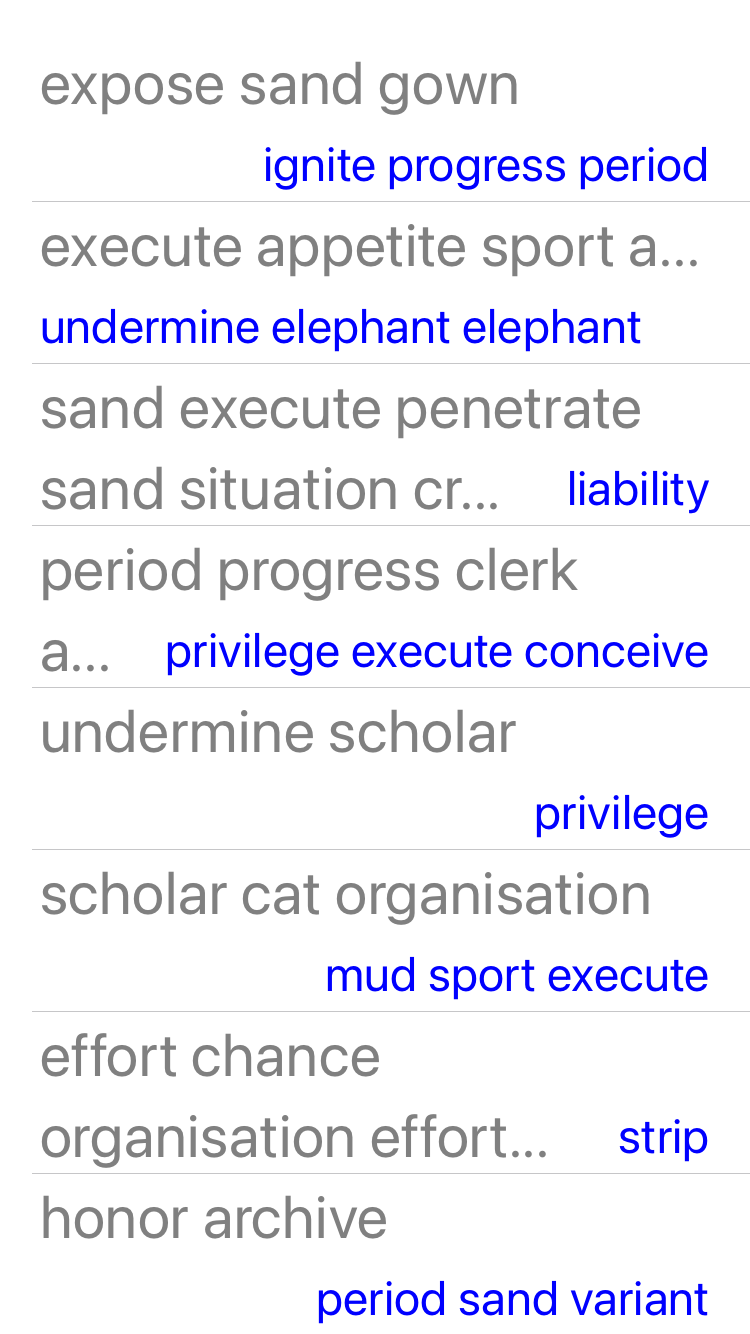 expose sand gown
ignite progress period
execute appetite sport a...
undermine elephant elephant
sand execute penetrate
sand situation cr... liability
period progress clerk
a... privilege execute conceive
undermine scholar
privilege
scholar cat organisation
mud sport execute
effort chance
organisation effort... strip
honor archive
period sand variant